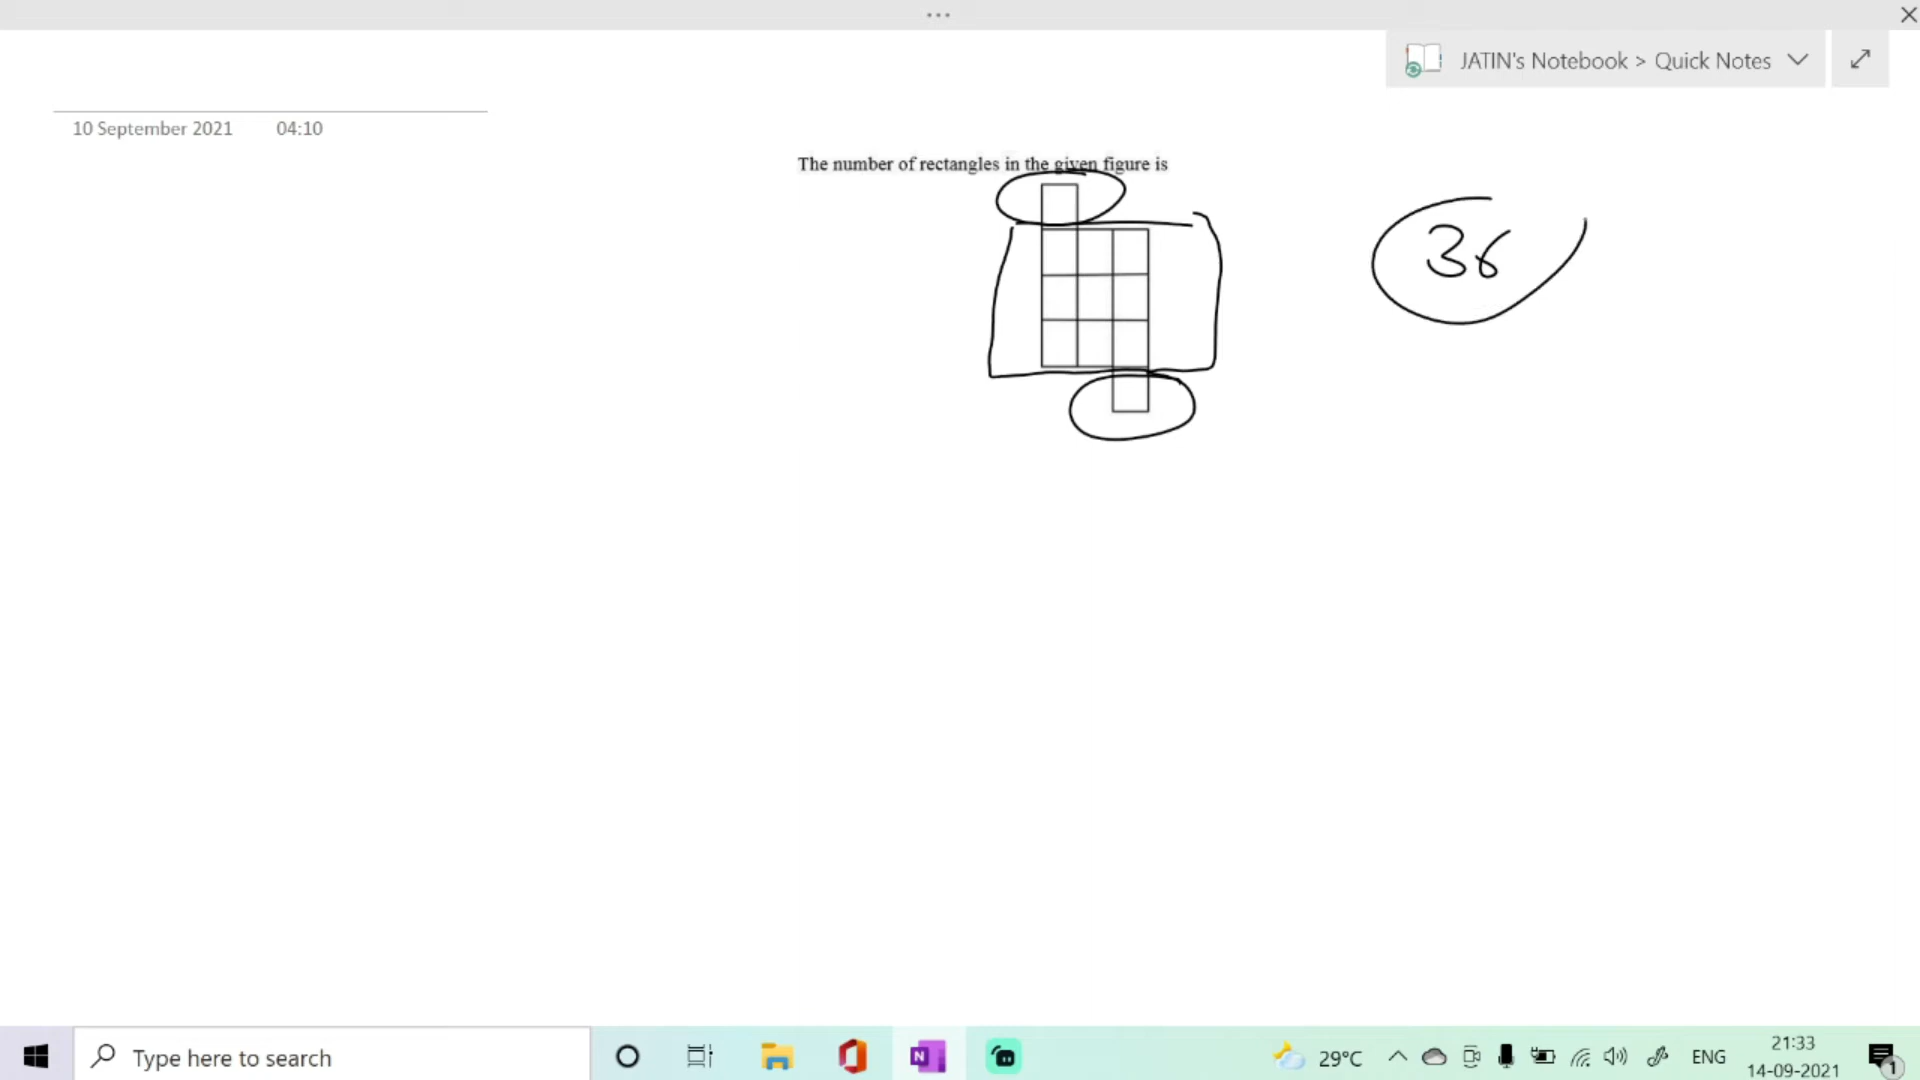 ...
JATIN's Notebook > Quick Notes
10 September 2021 04:10
The number of rectangles in the given figure is
36
Type here to search
N
29°C
ENG
21:33
14-09-2021
1